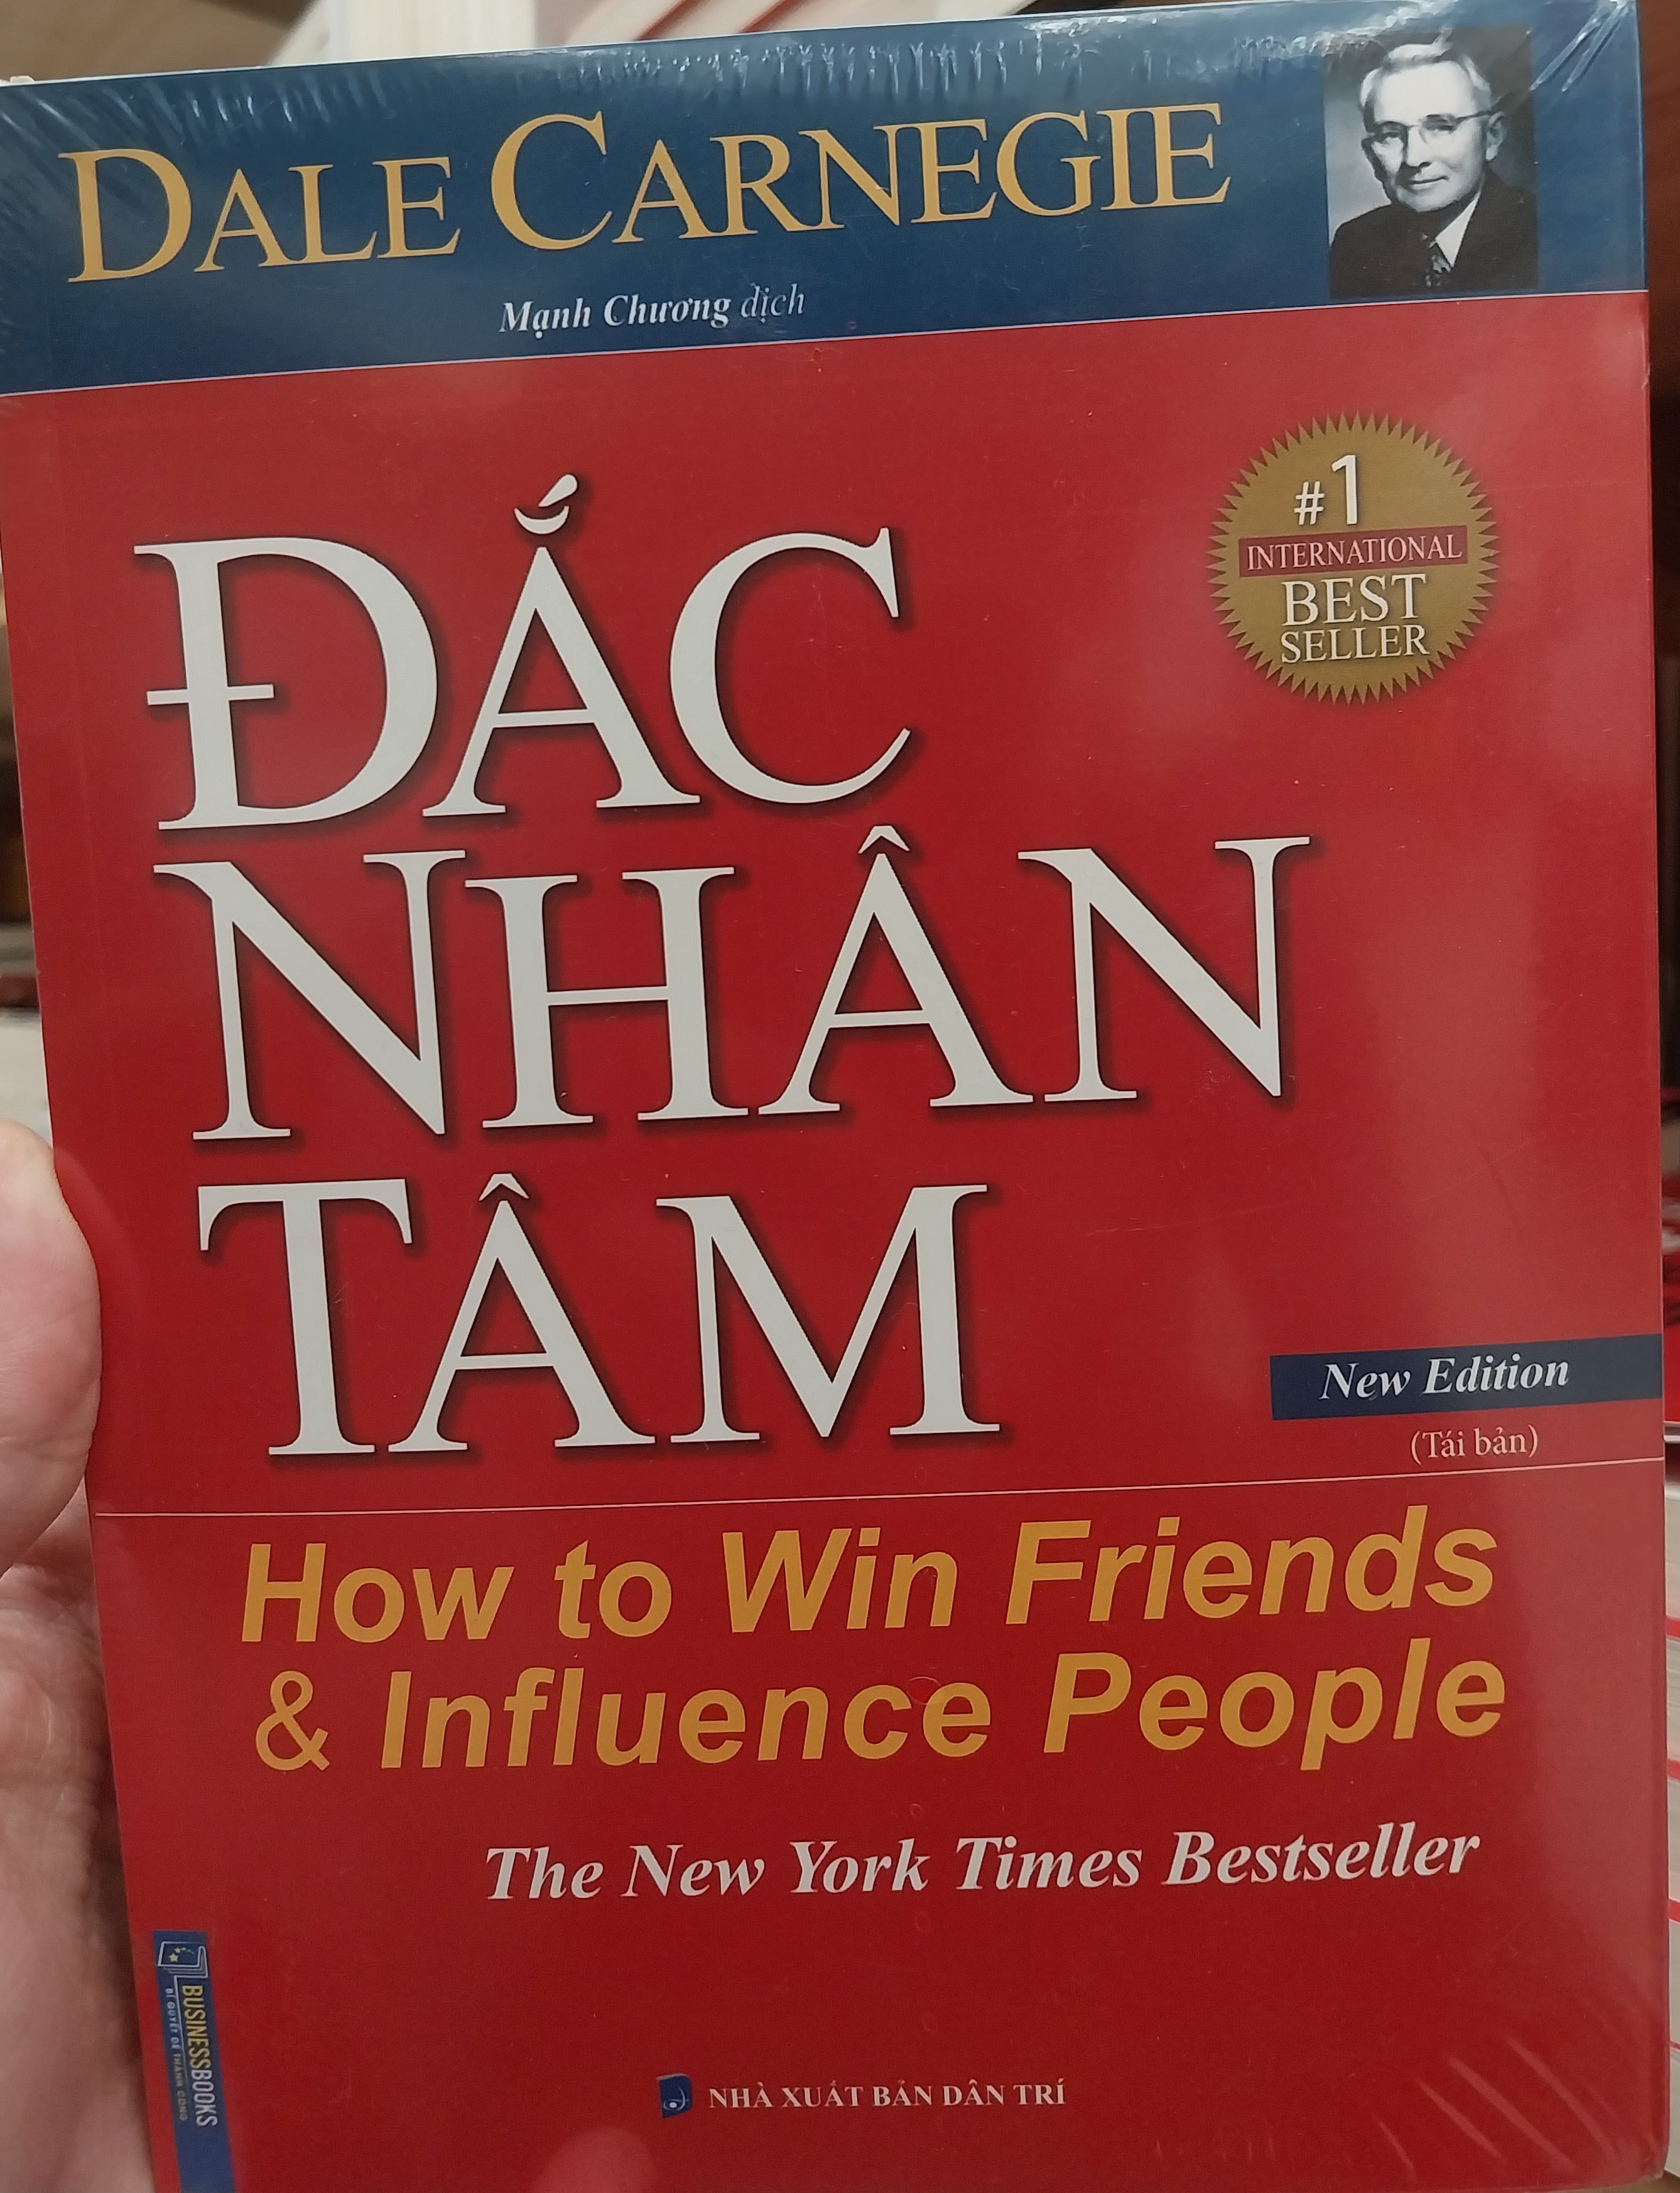 DALE CARNEGIE
Mạnh Chương dịch
#1
INTERNATIONAL
BEST
SELLER
ĐẮC
NHÂN
TÂM
New Edition
(Tái bản)
How to Win Friends
& Influence People
The New York Times Bestseller
BUSINESSBOOKS
BÍ QUYẾT ĐỂ THÀNH CÔNG
NHÀ XUẤT BẢN DÂN TRÍ